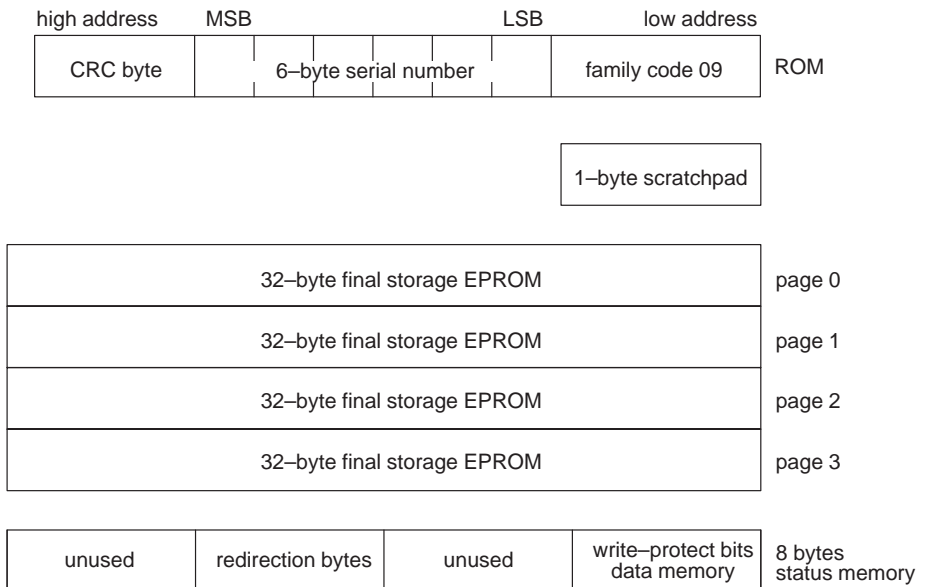 high address MSB LSB low address
CRC byte 6–byte serial number family code 09 ROM
1–byte scratchpad
32–byte final storage EPROM page 0
32–byte final storage EPROM page 1
32–byte final storage EPROM page 2
32–byte final storage EPROM page 3
unused redirection bytes unused write–protect bits 8 bytes
data memory status memory